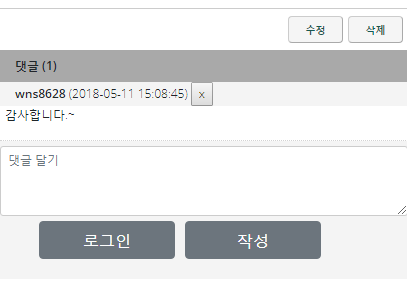 수정 삭제
댓글 (1)
wns8628 (2018-05-11 15:08:45) x
감사합니다.~
댓글 달기
로그인 작성